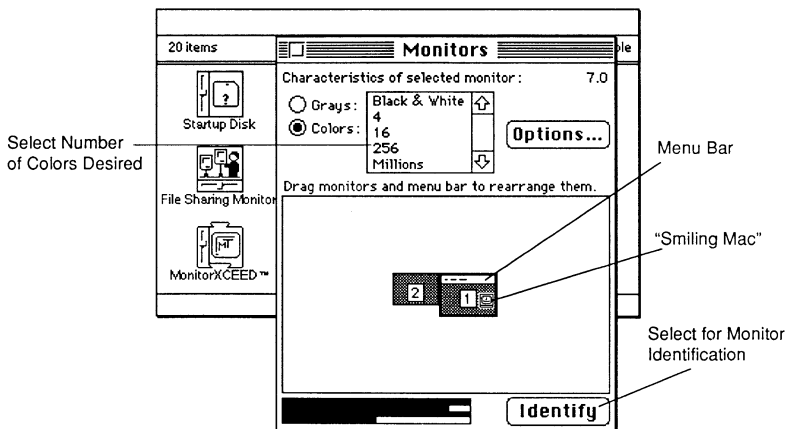 20 items
ple
Monitors
Characteristics of selected monitor:
7.0
Grays:
Colors:
Black & White
4
16
256
Millions
Options...
Startup Disk
Select Number
of Colors Desired
Menu Bar
File Sharing Monitor
Drag monitors and menu bar to rearrange them.
"Smiling Mac"
MT
MonitorXCEED™
?
2
1
Select for Monitor
Identification
Identify